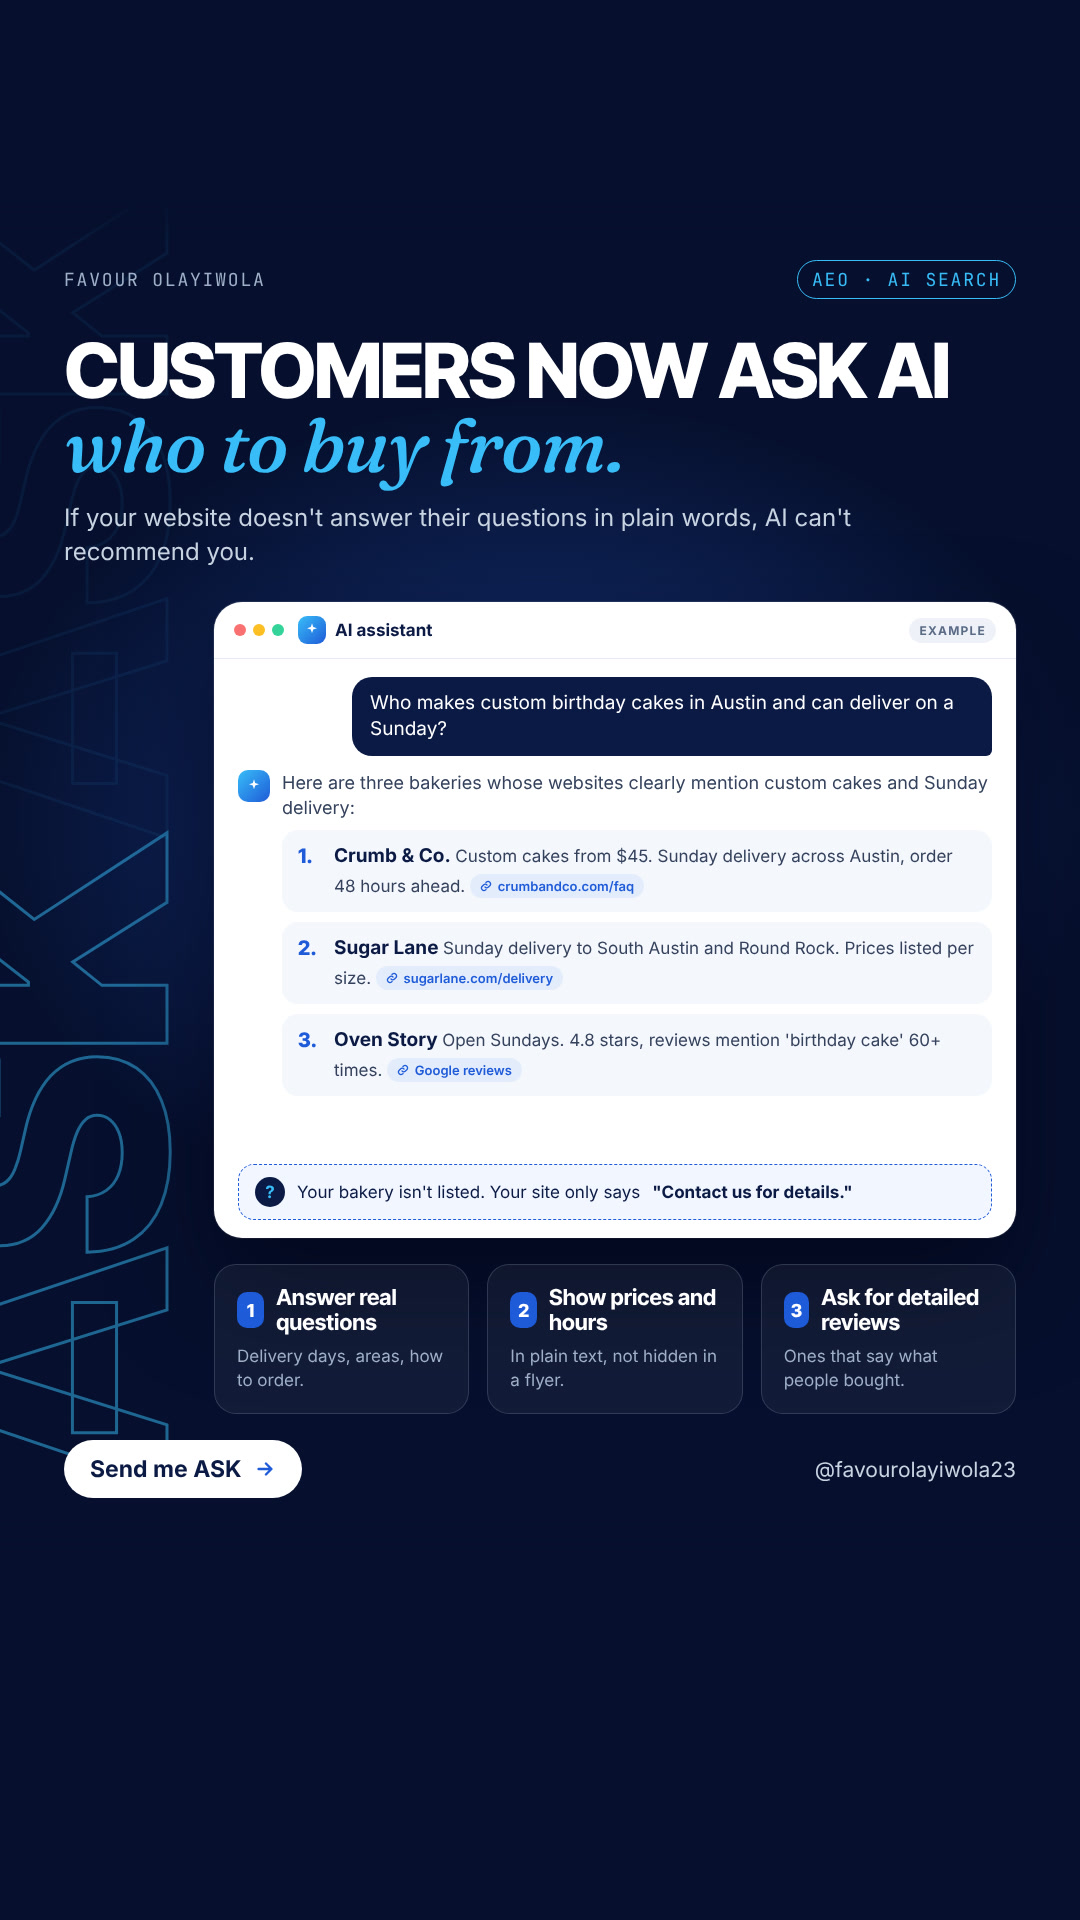 FAVOUR OLAYIWOLA
AEO · AI SEARCH
CUSTOMERS NOW ASK AI
who to buy from.
If your website doesn't answer their questions in plain words, AI can't
recommend you.
ASK
ASK
AI assistant
EXAMPLE
Who makes custom birthday cakes in Austin and can deliver on a
Sunday?
Here are three bakeries whose websites clearly mention custom cakes and Sunday
delivery:
1. Crumb & Co. Custom cakes from $45. Sunday delivery across Austin, order
48 hours ahead. crumbandco.com/faq
2. Sugar Lane Sunday delivery to South Austin and Round Rock. Prices listed per
size. sugarlane.com/delivery
3. Oven Story Open Sundays. 4.8 stars, reviews mention 'birthday cake' 60+
times. Google reviews
? Your bakery isn't listed. Your site only says "Contact us for details."
1 Answer real
questions
Delivery days, areas, how
to order.
2 Show prices and
hours
In plain text, not hidden in
a flyer.
3 Ask for detailed
reviews
Ones that say what
people bought.
Send me ASK →
@favourolayiwola23